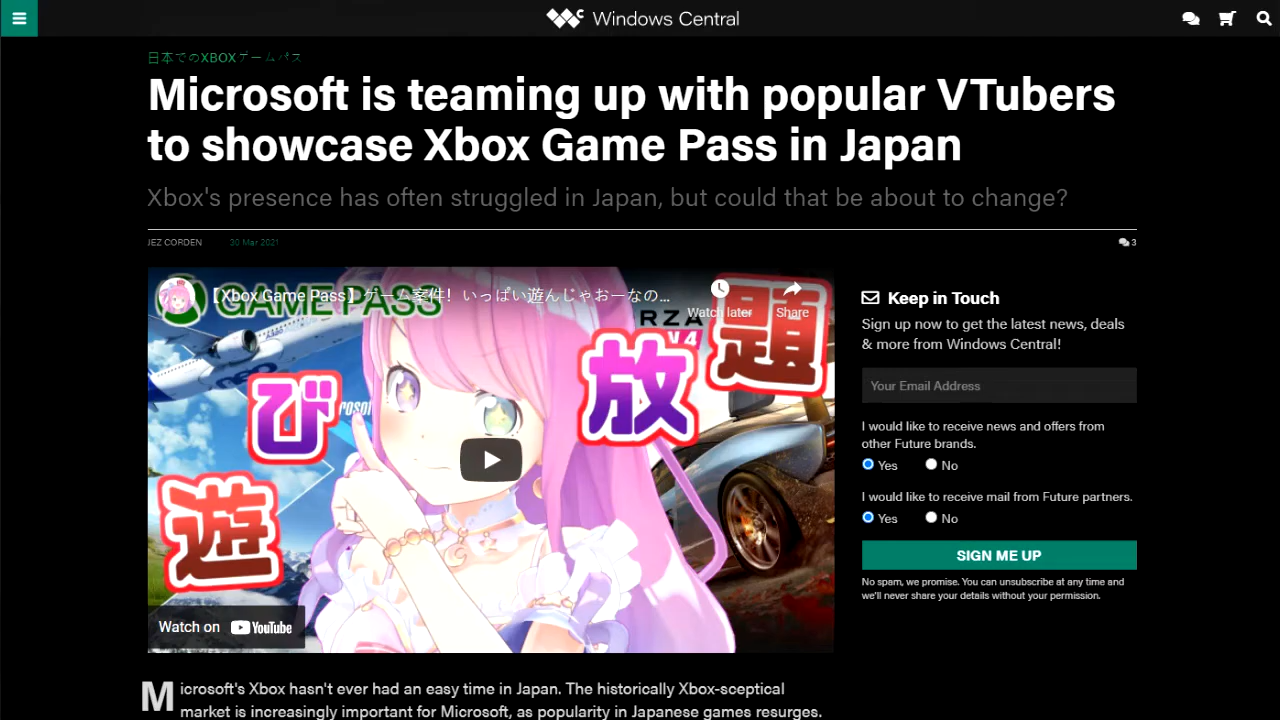 Windows Central
日本でのXBOXゲームパス
Microsoft is teaming up with popular VTubers
to showcase Xbox Game Pass in Japan
Xbox's presence has often struggled in Japan, but could that be about to change?
JEZ CORDEN 30 Mar 2021 3
【Xbox Game Pass】ゲーム案件! いっぱい遊んじゃおーなの...
GAME PASS
Watch later
Share
遊び放題
Watch on YouTube
Keep in Touch
Sign up now to get the latest news, deals
& more from Windows Central!
Your Email Address
I would like to receive news and offers from
other Future brands.
Yes No
I would like to receive mail from Future partners.
Yes No
SIGN ME UP
No spam, we promise. You can unsubscribe at any time and
we'll never share your details without your permission.
Microsoft's Xbox hasn't ever had an easy time in Japan. The historically Xbox-sceptical
market is increasingly important for Microsoft, as popularity in Japanese games resurges.